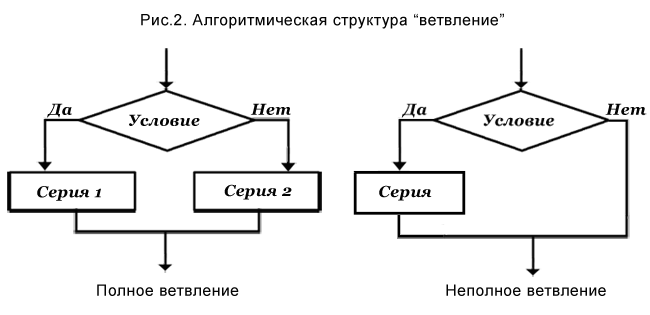 Рис.2. Алгоритмическая структура “ветвление”
Да
Условие
Нет
Серия 1
Серия 2
Полное ветвление
Да
Условие
Нет
Серия
Неполное ветвление